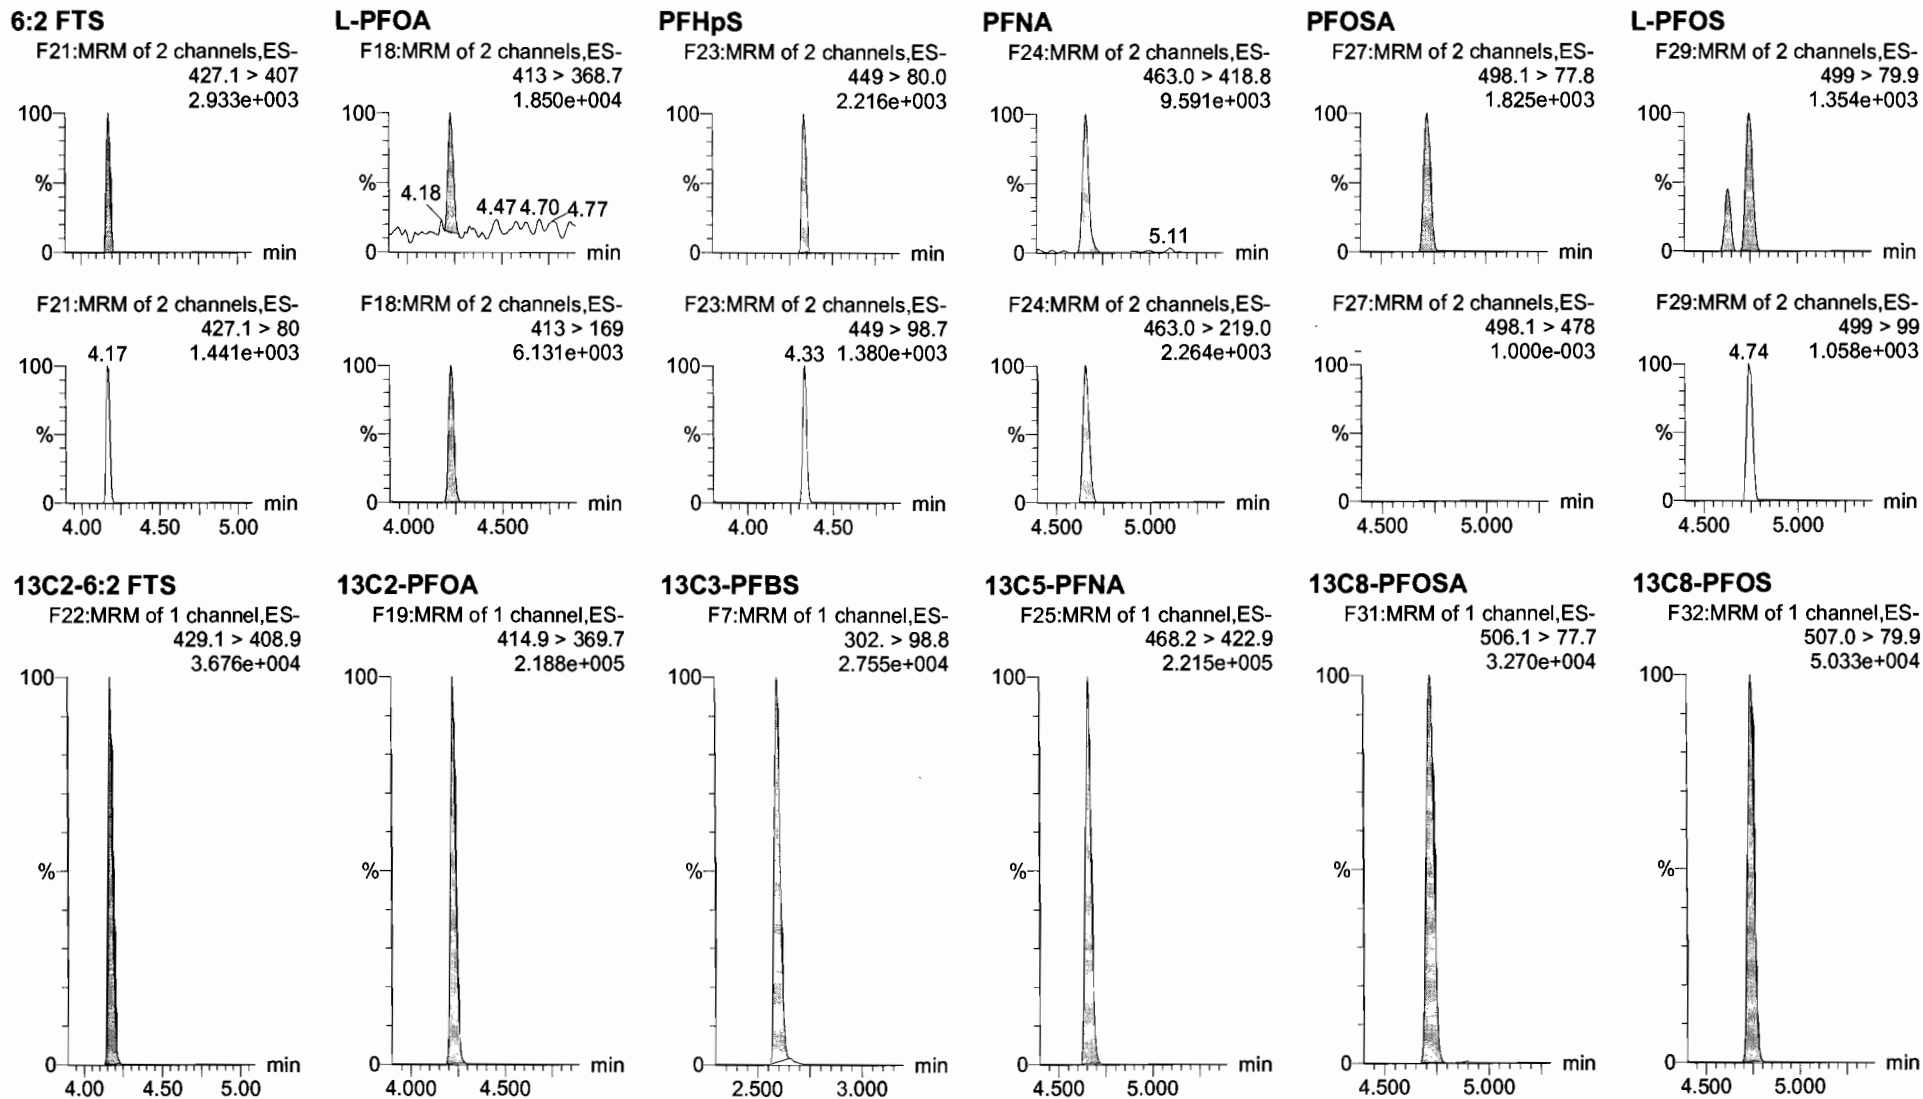 6:2 FTS
F21:MRM of 2 channels,ES-
427.1 > 407
2.933e+003
100
%
0
min
F21:MRM of 2 channels,ES-
427.1 > 80
4.17 1.441e+003
100
%
0
min
4.00 4.50 5.00
L-PFOA
F18:MRM of 2 channels,ES-
413 > 368.7
1.850e+004
100
%
4.18
4.47 4.70 4.77
0
min
F18:MRM of 2 channels,ES-
413 > 169
6.131e+003
100
%
0
min
4.000 4.500
PFHpS
F23:MRM of 2 channels,ES-
449 > 80.0
2.216e+003
100
%
0
min
F23:MRM of 2 channels,ES-
449 > 98.7
4.33 1.380e+003
100
%
0
min
4.00 4.50
PFNA
F24:MRM of 2 channels,ES-
463.0 > 418.8
9.591e+003
100
%
5.11
0
min
F24:MRM of 2 channels,ES-
463.0 > 219.0
2.264e+003
100
%
0
min
4.500 5.000
PFOSA
F27:MRM of 2 channels,ES-
498.1 > 77.8
1.825e+003
100
%
0
min
F27:MRM of 2 channels,ES-
498.1 > 478
1.000e-003
100
%
0
min
4.500 5.000
L-PFOS
F29:MRM of 2 channels,ES-
499 > 79.9
1.354e+003
100
%
0
min
F29:MRM of 2 channels,ES-
499 > 99
4.74 1.058e+003
100
%
0
min
4.500 5.000
13C2-6:2 FTS
F22:MRM of 1 channel,ES-
429.1 > 408.9
3.676e+004
100
%
0
min
4.00 4.50 5.00
13C2-PFOA
F19:MRM of 1 channel,ES-
414.9 > 369.7
2.188e+005
100
%
0
min
4.000 4.500
13C3-PFBS
F7:MRM of 1 channel,ES-
302. > 98.8
2.755e+004
100
%
0
min
2.500 3.000
13C5-PFNA
F25:MRM of 1 channel,ES-
468.2 > 422.9
2.215e+005
100
%
0
min
4.500 5.000
13C8-PFOSA
F31:MRM of 1 channel,ES-
506.1 > 77.7
3.270e+004
100
%
0
min
4.500 5.000
13C8-PFOS
F32:MRM of 1 channel,ES-
507.0 > 79.9
5.033e+004
100
%
0
min
4.500 5.000